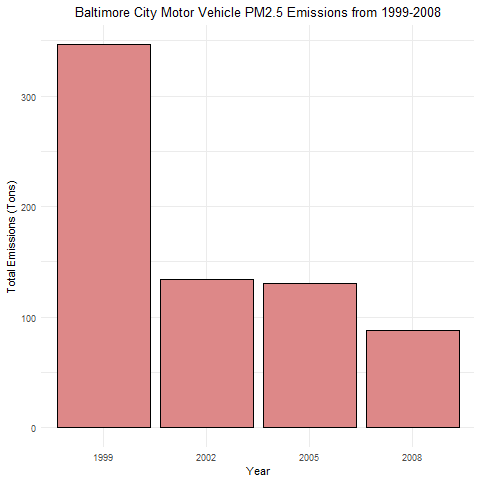 Baltimore City Motor Vehicle PM2.5 Emissions from 1999-2008
Total Emissions (Tons)
300
200
100
0
1999 2002 2005 2008
Year